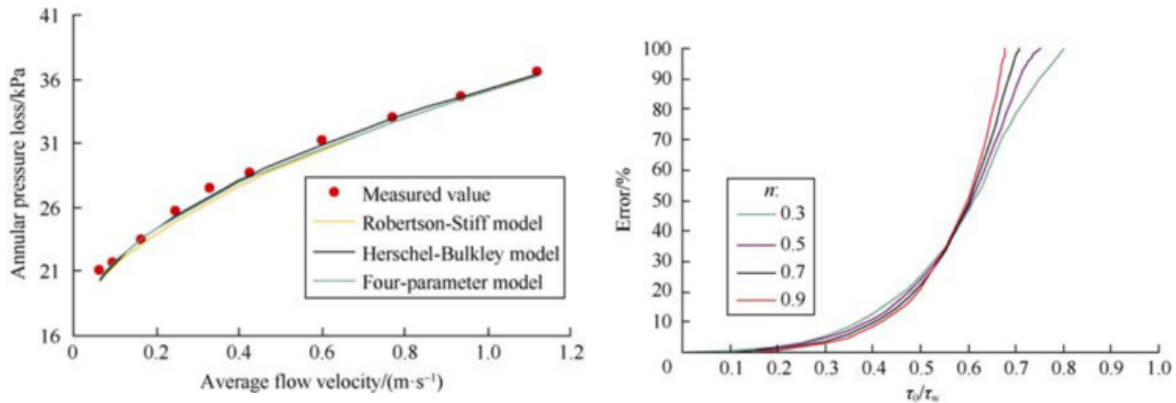 41
36
31
26
21
16
Annular pressure loss/kPa
Measured value
Robertson-Stiff model
Herschel-Bulkley model
Four-parameter model
0 0.2 0.4 0.6 0.8 1.0 1.2
Average flow velocity/(m·s⁻¹)
100
90
80
70
60
50
40
30
20
10
0
Error/%
n:
0.3
0.5
0.7
0.9
0.1 0.2 0.3 0.4 0.5 0.6 0.7 0.8 0.9 1.0
τ₀/τw